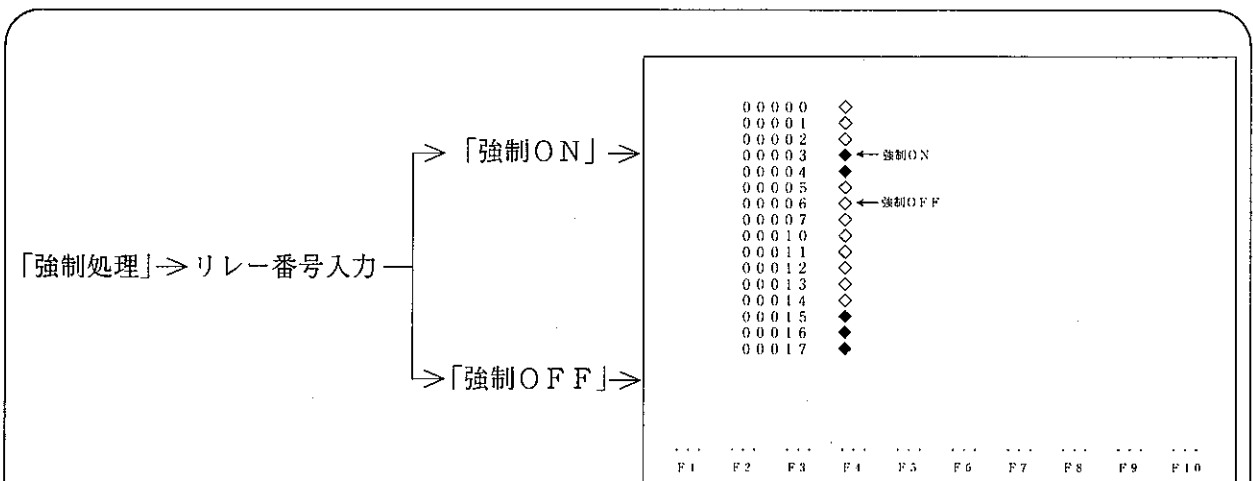 「強制処理」→リレー番号入力
「強制ON」→
「強制OFF」→
00000 ◇
00001 ◇
00002 ◇
00003 ◆ ←強制ON
00004 ◆
00005 ◇
00006 ◇ ←強制OFF
00007 ◇
00010 ◇
00011 ◇
00012 ◇
00013 ◇
00014 ◇
00015 ◆
00016 ◆
00017 ◆
... ... ... ... ... ... ... ... ... ...
F1 F2 F3 F4 F5 F6 F7 F8 F9 F10